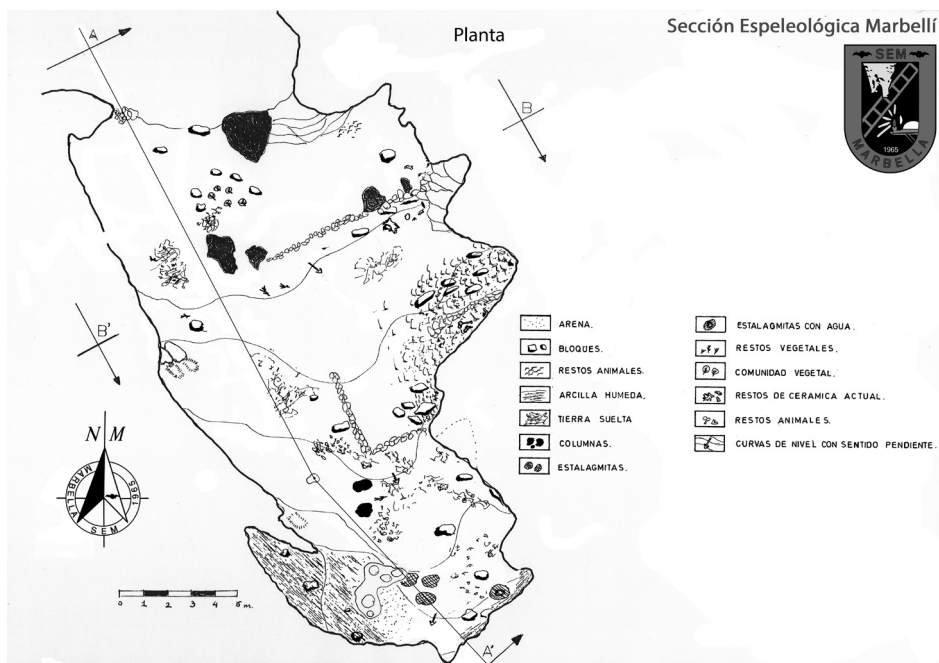 Planta
Sección Espeleológica Marbellí
SEM
MARBELLA
1965
A
B
B'
N M
MARBELLA
SEM
1965
0 1 2 3 4 5 m.
A'
ARENA.
BLOQUES.
RESTOS ANIMALES.
ARCILLA HUMEDA.
TIERRA SUELTA
COLUMNAS.
ESTALAGMITAS.
ESTALAGMITAS CON AGUA.
RESTOS VEGETALES.
COMUNIDAD VEGETAL.
RESTOS DE CERAMICA ACTUAL.
RESTOS ANIMALES.
CURVAS DE NIVEL CON SENTIDO PENDIENTE.